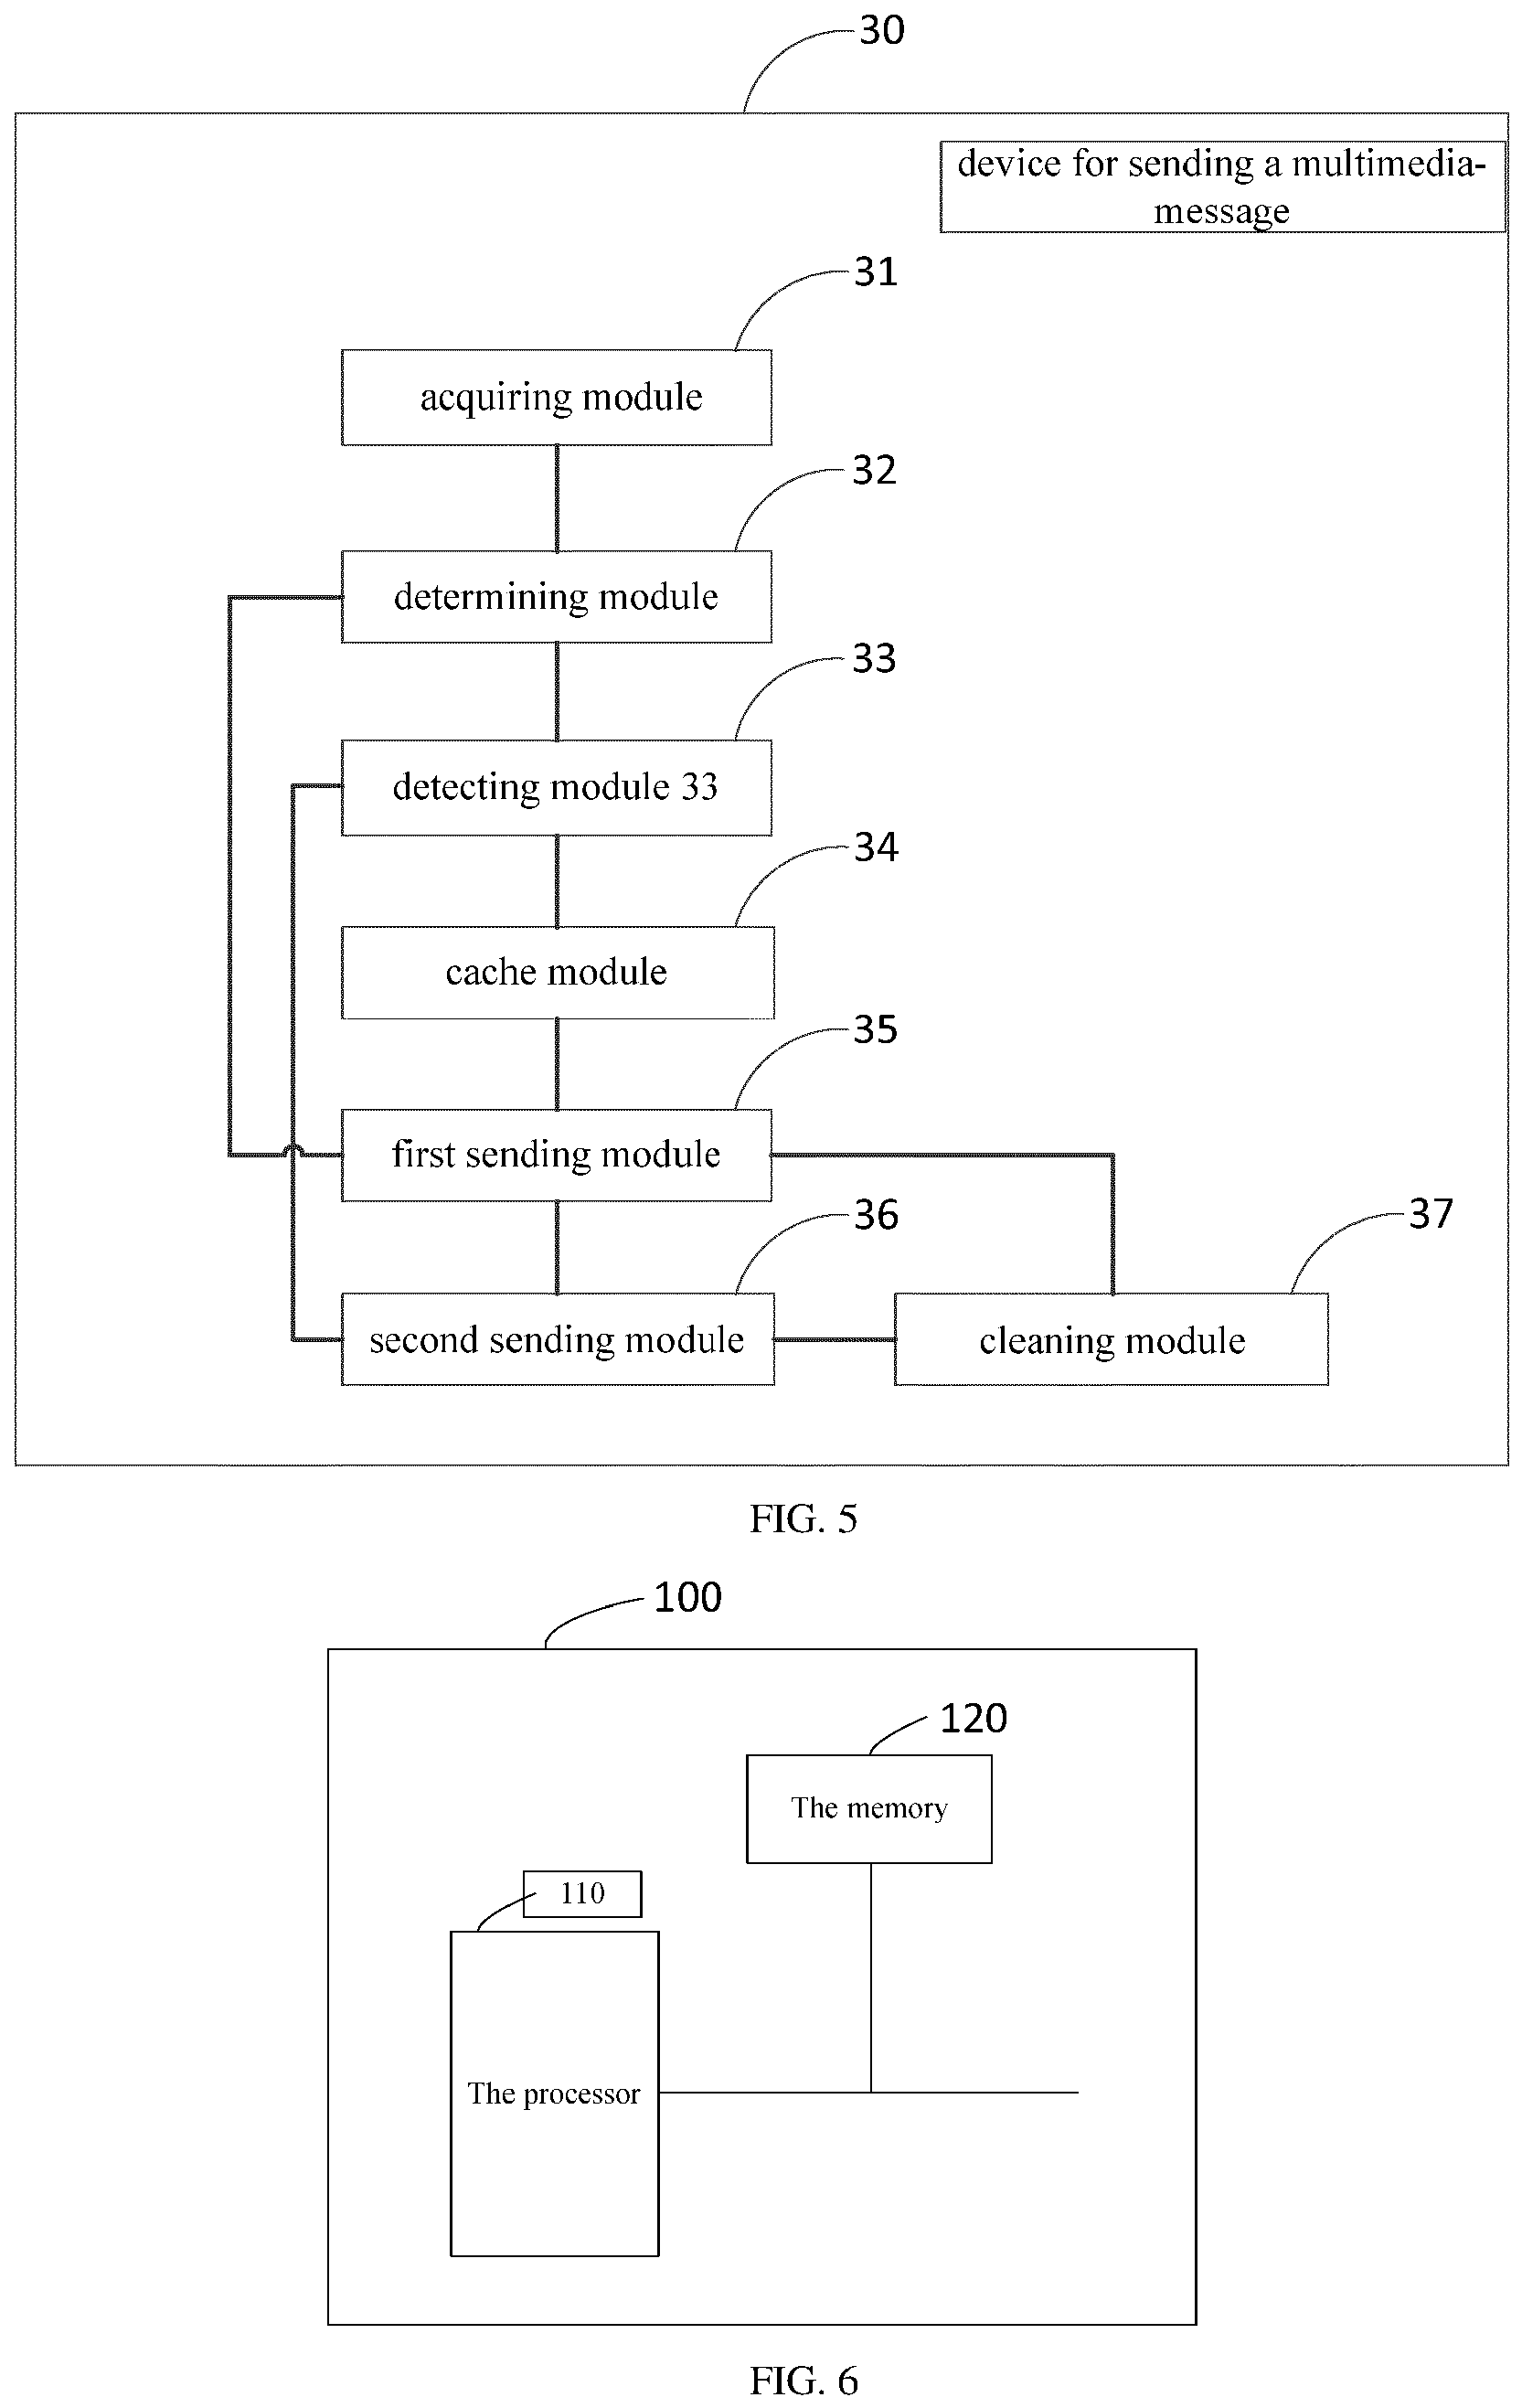 30
device for sending a multimedia-
message
31
acquiring module
32
determining module
33
detecting module 33
34
cache module
35
first sending module
36
37
second sending module
cleaning module
FIG. 5
100
120
The memory
110
The processor
FIG. 6